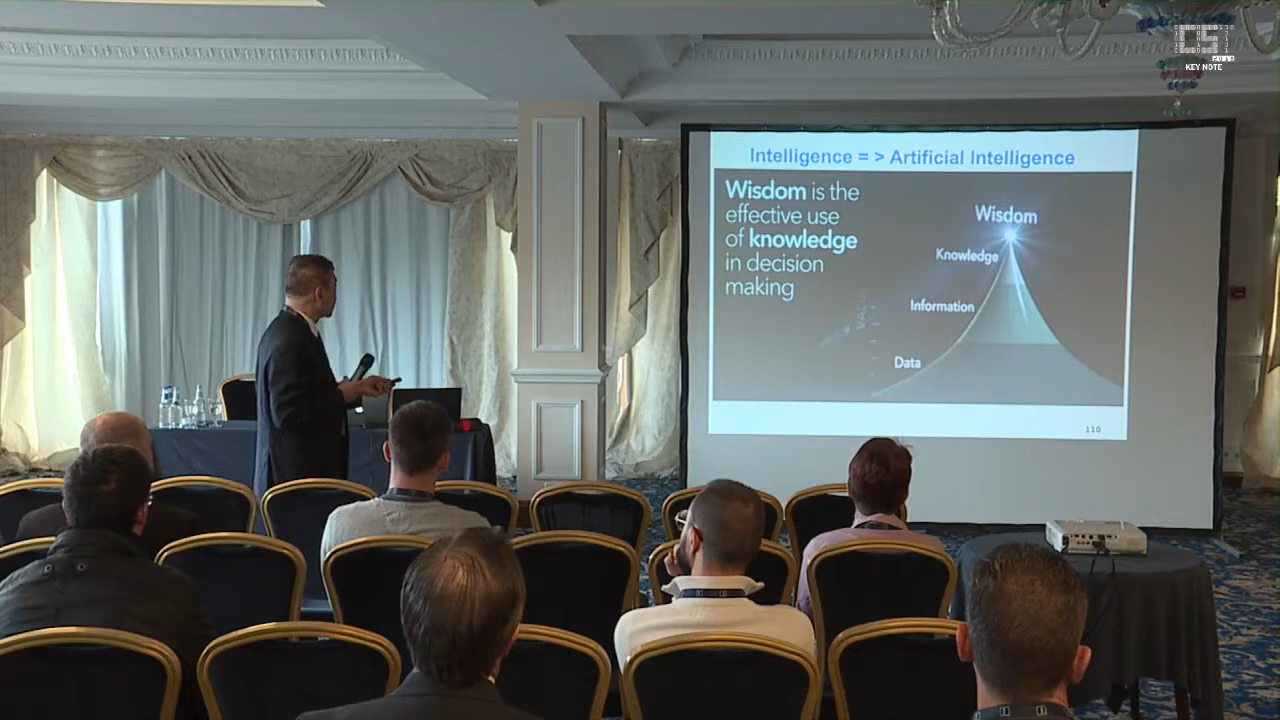 KEY NOTE
Intelligence = > Artificial Intelligence
Wisdom is the
effective use
of knowledge
in decision
making
Wisdom
Knowledge
Information
Data
110